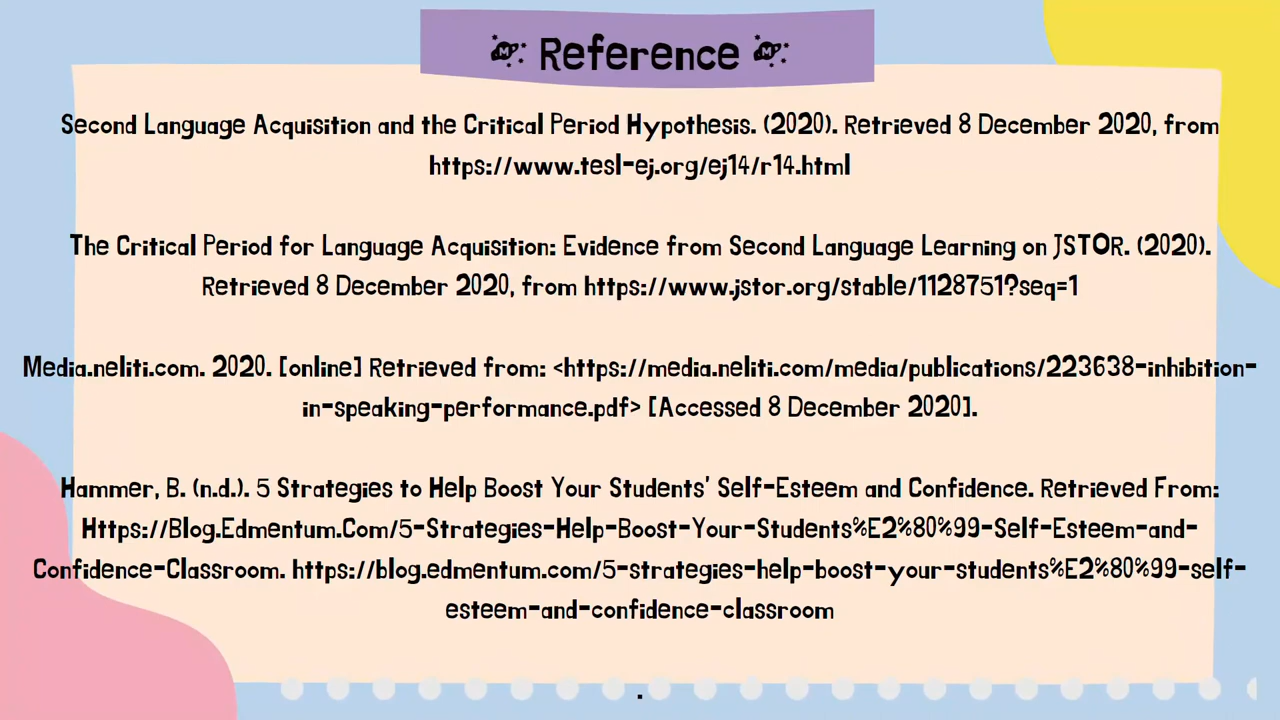 Reference
Second Language Acquisition and the Critical Period Hypothesis. (2020). Retrieved 8 December 2020, from
https://www.tesl-ej.org/ej14/r14.html
The Critical Period for Language Acquisition: Evidence from Second Language Learning on JSTOR. (2020).
Retrieved 8 December 2020, from https://www.jstor.org/stable/1128751?seq=1
Media.neliti.com. 2020. [online] Retrieved from: <https://media.neliti.com/media/publications/223638-inhibition-
in-speaking-performance.pdf> [Accessed 8 December 2020].
Hammer, B. (n.d.). 5 Strategies to Help Boost Your Students' Self-Esteem and Confidence. Retrieved From:
Https://Blog.Edmentum.Com/5-Strategies-Help-Boost-Your-Students%E2%80%99-Self-Esteem-and-
Confidence-Classroom. https://blog.edmentum.com/5-strategies-help-boost-your-students%E2%80%99-self-
esteem-and-confidence-classroom
.